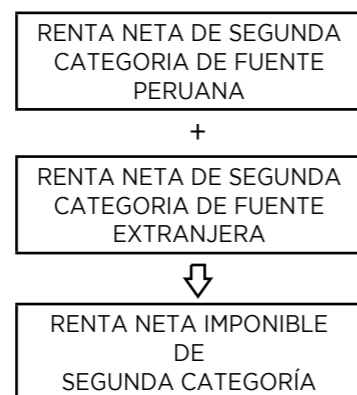 RENTA NETA DE SEGUNDA
CATEGORIA DE FUENTE
PERUANA
+
RENTA NETA DE SEGUNDA
CATEGORIA DE FUENTE
EXTRANJERA
RENTA NETA IMPONIBLE
DE
SEGUNDA CATEGORÍA